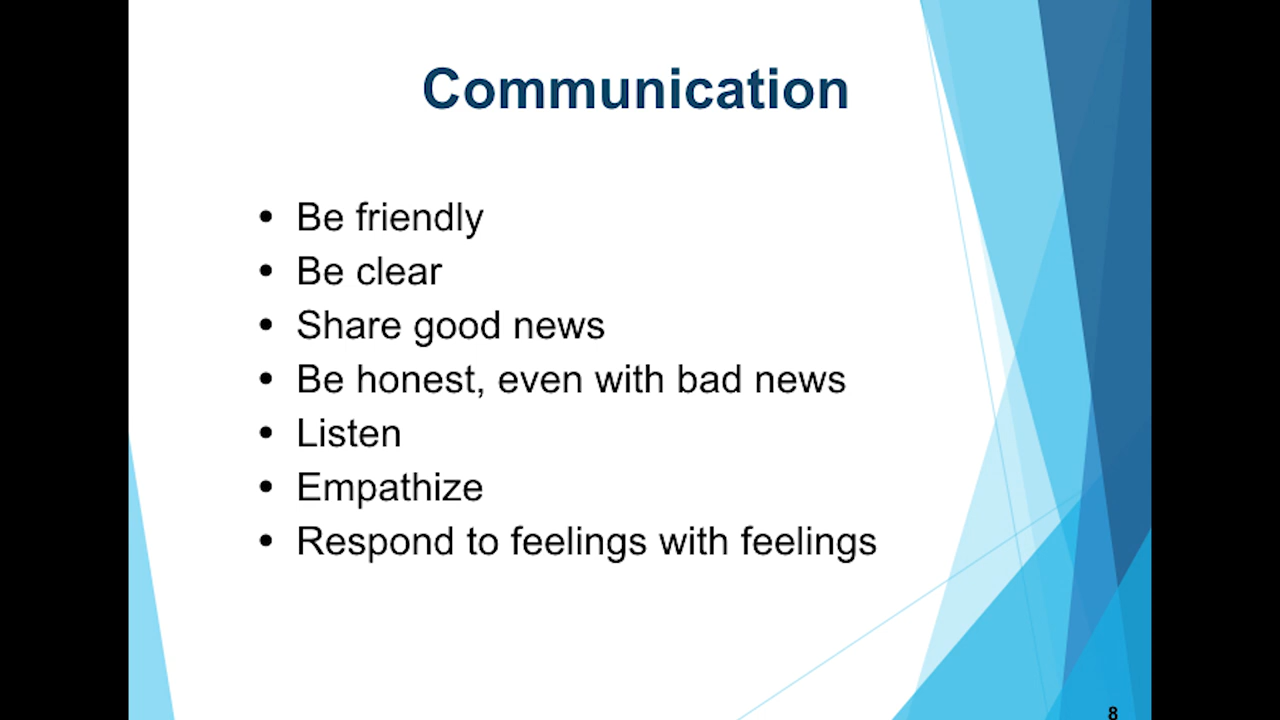 Communication
• Be friendly
• Be clear
• Share good news
• Be honest, even with bad news
• Listen
• Empathize
• Respond to feelings with feelings
8